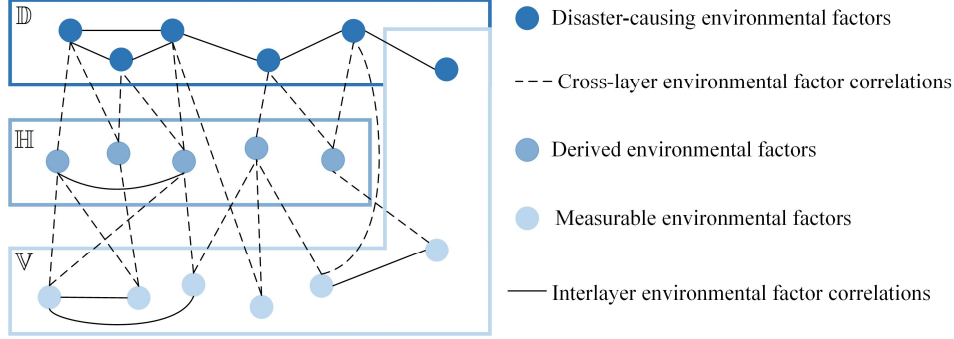 𝔻
Disaster-causing environmental factors
Cross-layer environmental factor correlations
ℍ
Derived environmental factors
Measurable environmental factors
𝕍
Interlayer environmental factor correlations